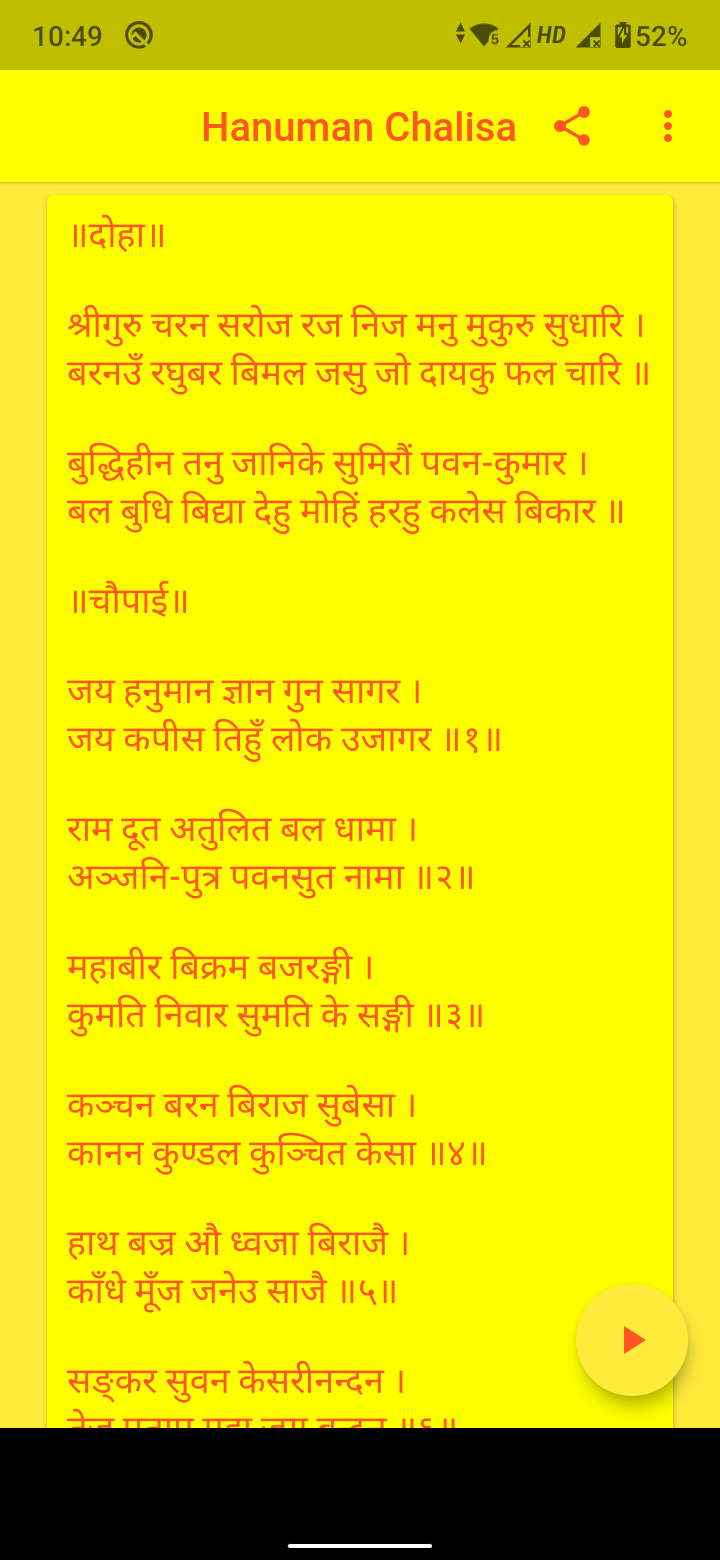 10:49
5 HD 52%
Hanuman Chalisa
॥दोहा॥
श्रीगुरु चरन सरोज रज निज मनु मुकुरु सुधारि ।
बरनउँ रघुबर बिमल जसु जो दायकु फल चारि ॥
बुद्धिहीन तनु जानिके सुमिरौं पवन-कुमार ।
बल बुधि बिद्या देहु मोहिं हरहु कलेस बिकार ॥
॥चौपाई॥
जय हनुमान ज्ञान गुन सागर ।
जय कपीस तिहुँ लोक उजागर ॥१॥
राम दूत अतुलित बल धामा ।
अञ्जनि-पुत्र पवनसुत नामा ॥२॥
महाबीर बिक्रम बजरङ्गी ।
कुमति निवार सुमति के सङ्गी ॥३॥
कञ्चन बरन बिराज सुबेसा ।
कानन कुण्डल कुञ्चित केसा ॥४॥
हाथ बज्र औ ध्वजा बिराजै ।
काँधे मूँज जनेउ साजै ॥५॥
सङ्कर सुवन केसरीनन्दन ।